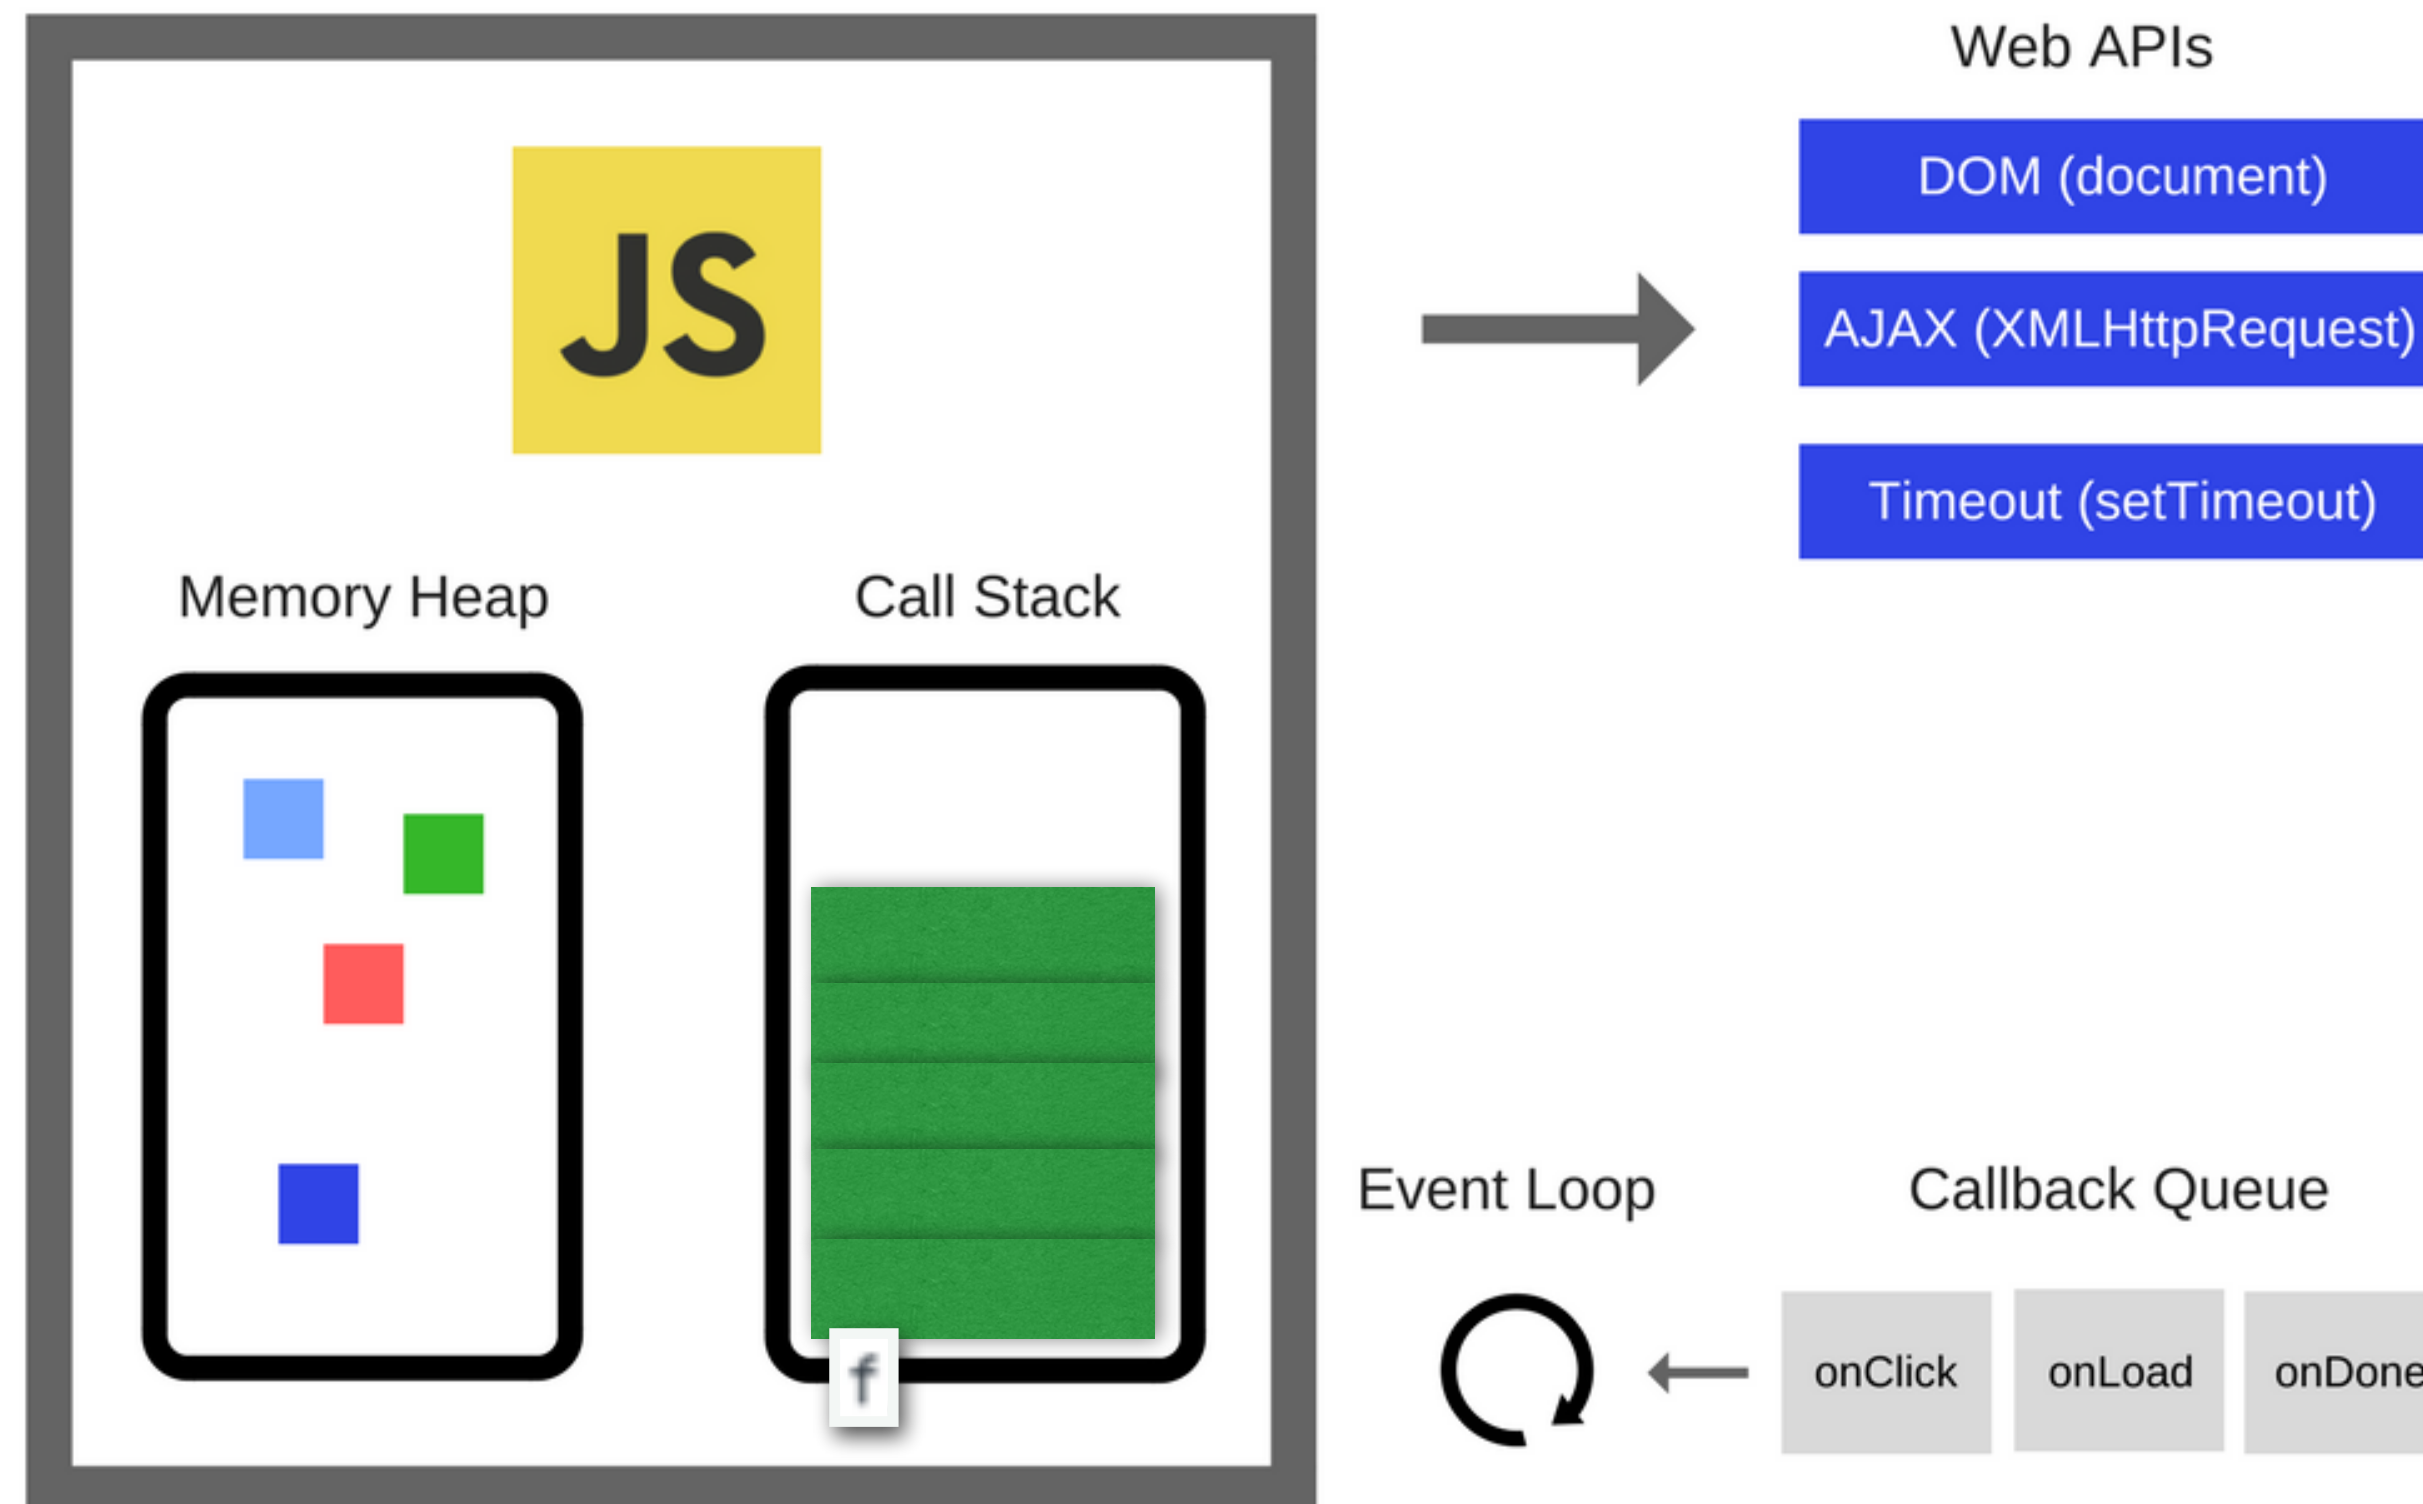 Web APIs
DOM (document)
AJAX (XMLHttpRequest)
Timeout (setTimeout)
JS
Memory Heap
Call Stack
f
Event Loop
Callback Queue
onClick
onLoad
onDone